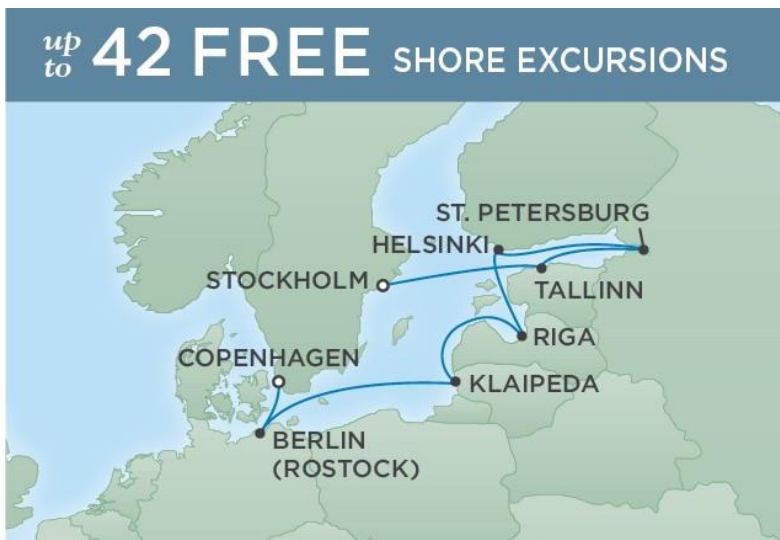 up to 42 FREE SHORE EXCURSIONS
ST. PETERSBURG
HELSINKI
STOCKHOLM
TALLINN
RIGA
COPENHAGEN
KLAIPEDA
BERLIN
(ROSTOCK)